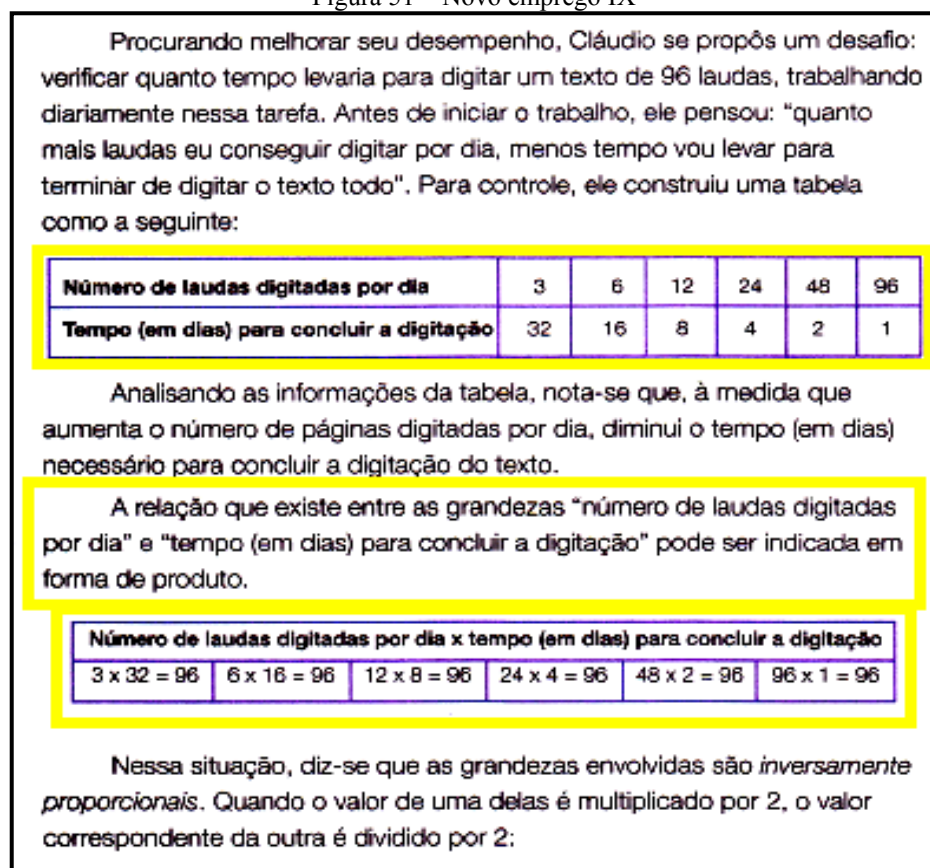 Figura 51 – Novo emprego IX
Procurando melhorar seu desempenho, Cláudio se propôs um desafio:
verificar quanto tempo levaria para digitar um texto de 96 laudas, trabalhando
diariamente nessa tarefa. Antes de iniciar o trabalho, ele pensou: “quanto
mais laudas eu conseguir digitar por dia, menos tempo vou levar para
terminar de digitar o texto todo". Para controle, ele construiu uma tabela
como a seguinte:
Número de laudas digitadas por dia 3 6 12 24 48 96
Tempo (em dias) para concluir a digitação 32 16 8 4 2 1
Analisando as informações da tabela, nota-se que, à medida que
aumenta o número de páginas digitadas por dia, diminui o tempo (em dias)
necessário para concluir a digitação do texto.
A relação que existe entre as grandezas “número de laudas digitadas
por dia” e “tempo (em dias) para concluir a digitação” pode ser indicada em
forma de produto.
Número de laudas digitadas por dia x tempo (em dias) para concluir a digitação
3 x 32 = 96 6 x 16 = 96 12 x 8 = 96 24 x 4 = 96 48 x 2 = 96 96 x 1 = 96
Nessa situação, diz-se que as grandezas envolvidas são inversamente
proporcionais. Quando o valor de uma delas é multiplicado por 2, o valor
correspondente da outra é dividido por 2: